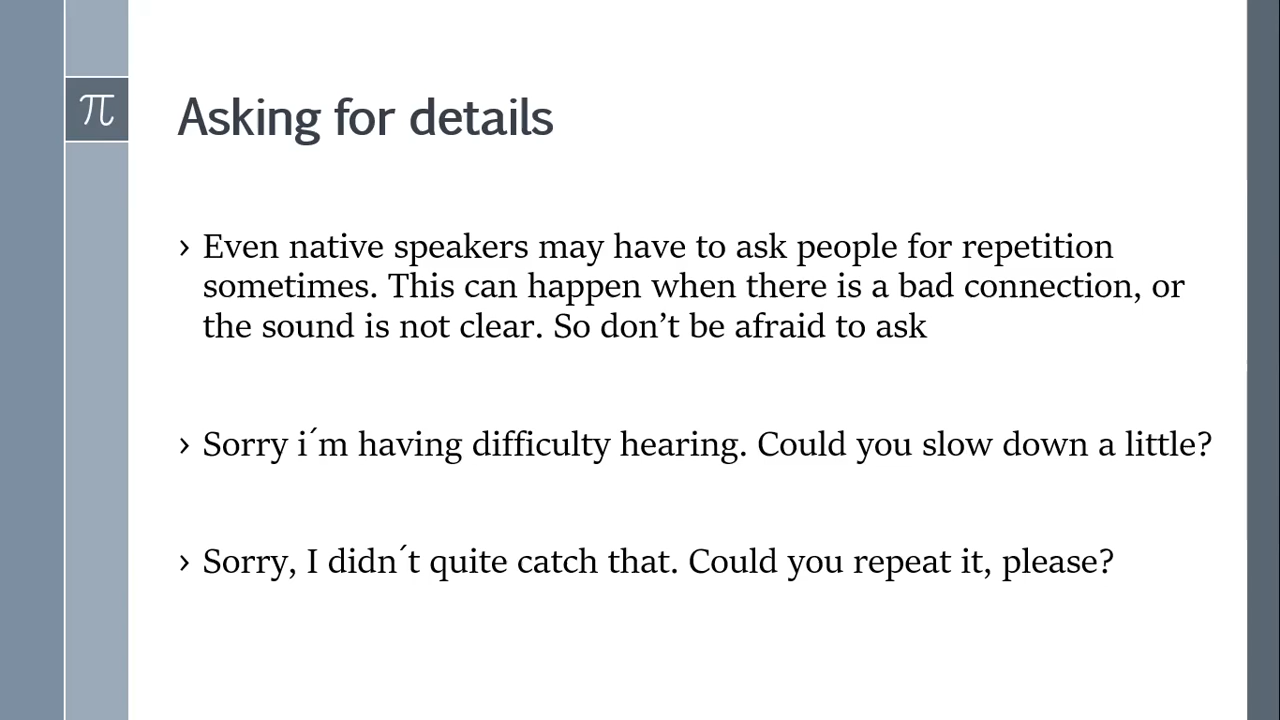 π
Asking for details
› Even native speakers may have to ask people for repetition
sometimes. This can happen when there is a bad connection, or
the sound is not clear. So don’t be afraid to ask
› Sorry i´m having difficulty hearing. Could you slow down a little?
› Sorry, I didn´t quite catch that. Could you repeat it, please?